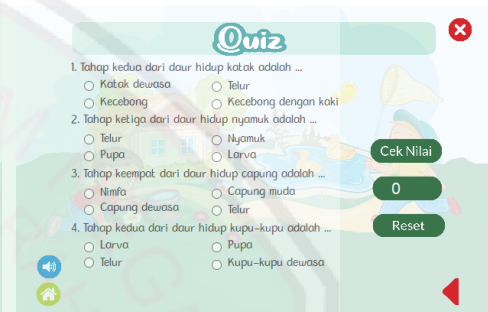 Quiz
1. Tahap kedua dari daur hidup katak adalah ...
Katak dewasa Telur
Kecebong Kecebong dengan kaki
2. Tahap ketiga dari daur hidup nyamuk adalah ...
Telur Nyamuk
Pupa Larva
Cek Nilai
3. Tahap keempat dari daur hidup capung adalah ...
Nimfa Capung muda
0
Capung dewasa Telur
4. Tahap kedua dari daur hidup kupu-kupu adalah ...
Reset
Larva Pupa
Telur Kupu-kupu dewasa